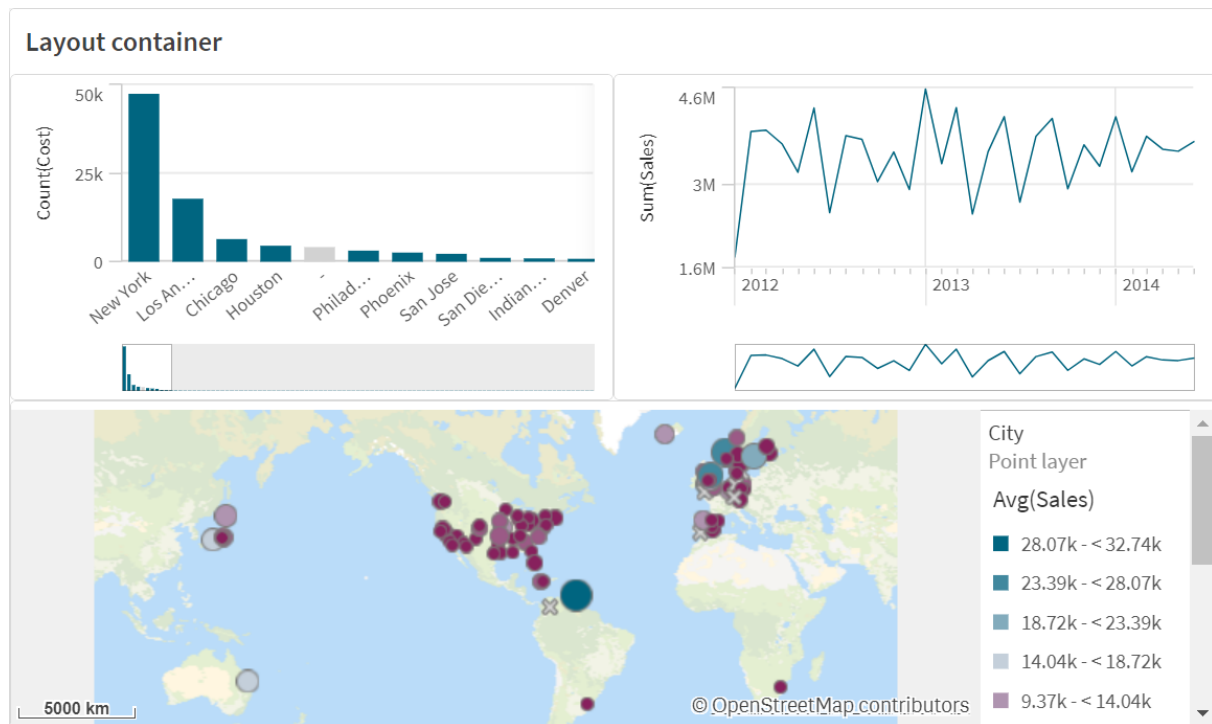 Layout container
Count(Cost)
50k
25k
0
New York
Los An...
Chicago
Houston
-
Philad...
Phoenix
San Jose
San Die...
Indian...
Denver
Sum(Sales)
4.6M
3M
1.6M
2012
2013
2014
5000 km
© OpenStreetMap contributors
City
Point layer
Avg(Sales)
28.07k - < 32.74k
23.39k - < 28.07k
18.72k - < 23.39k
14.04k - < 18.72k
9.37k - < 14.04k